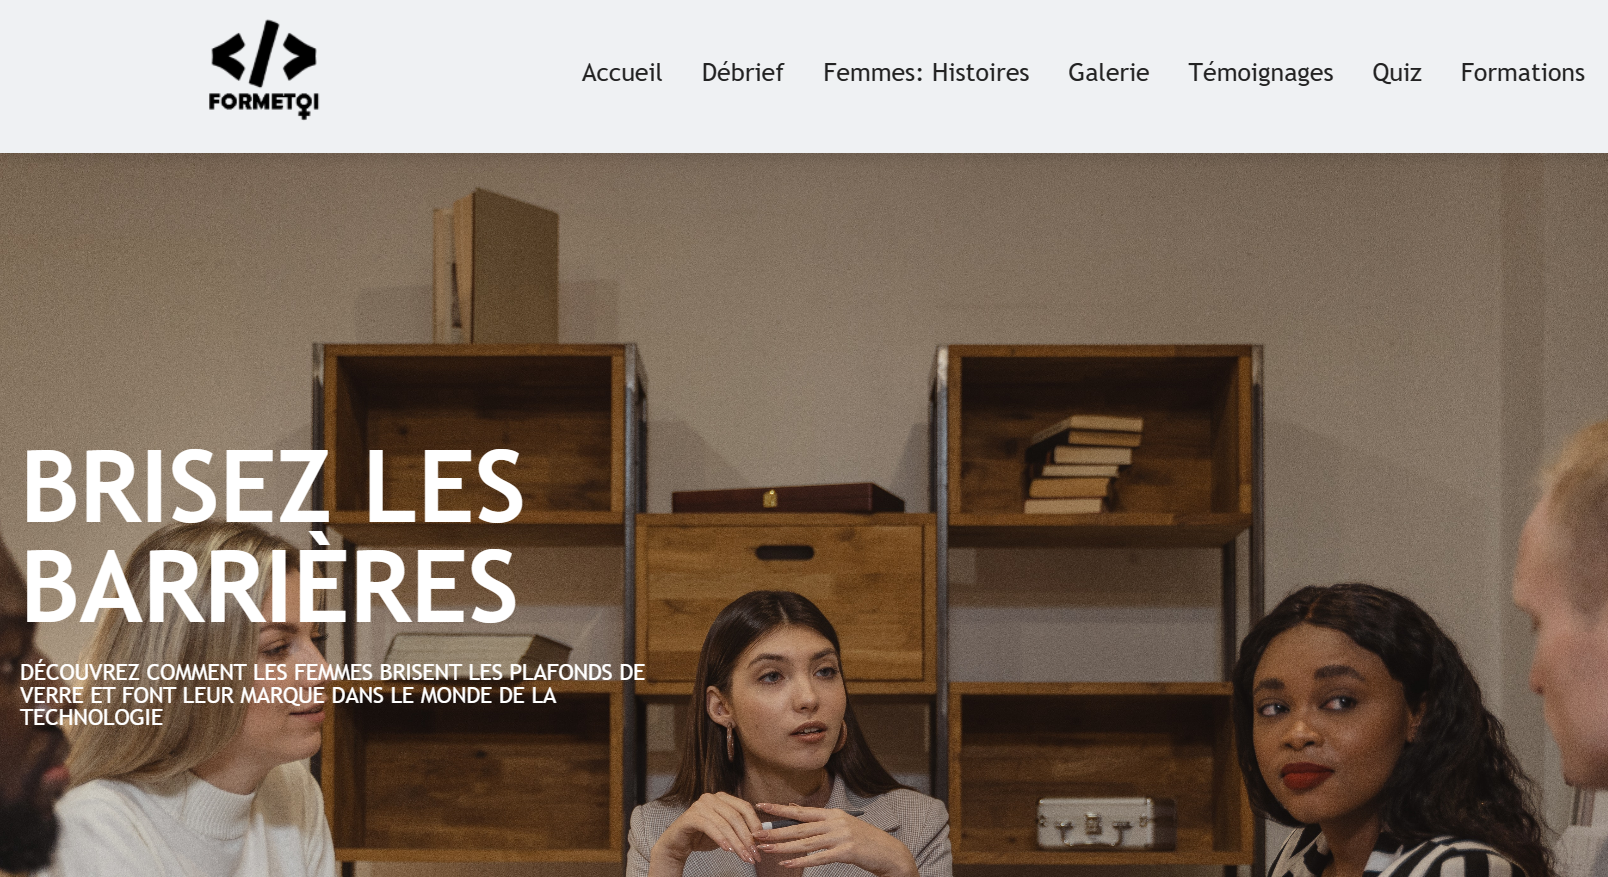 </>
FORMETOI
Accueil Débrief Femmes: Histoires Galerie Témoignages Quiz Formations
BRISEZ LES
BARRIÈRES
DÉCOUVREZ COMMENT LES FEMMES BRISENT LES PLAFONDS DE
VERRE ET FONT LEUR MARQUE DANS LE MONDE DE LA
TECHNOLOGIE